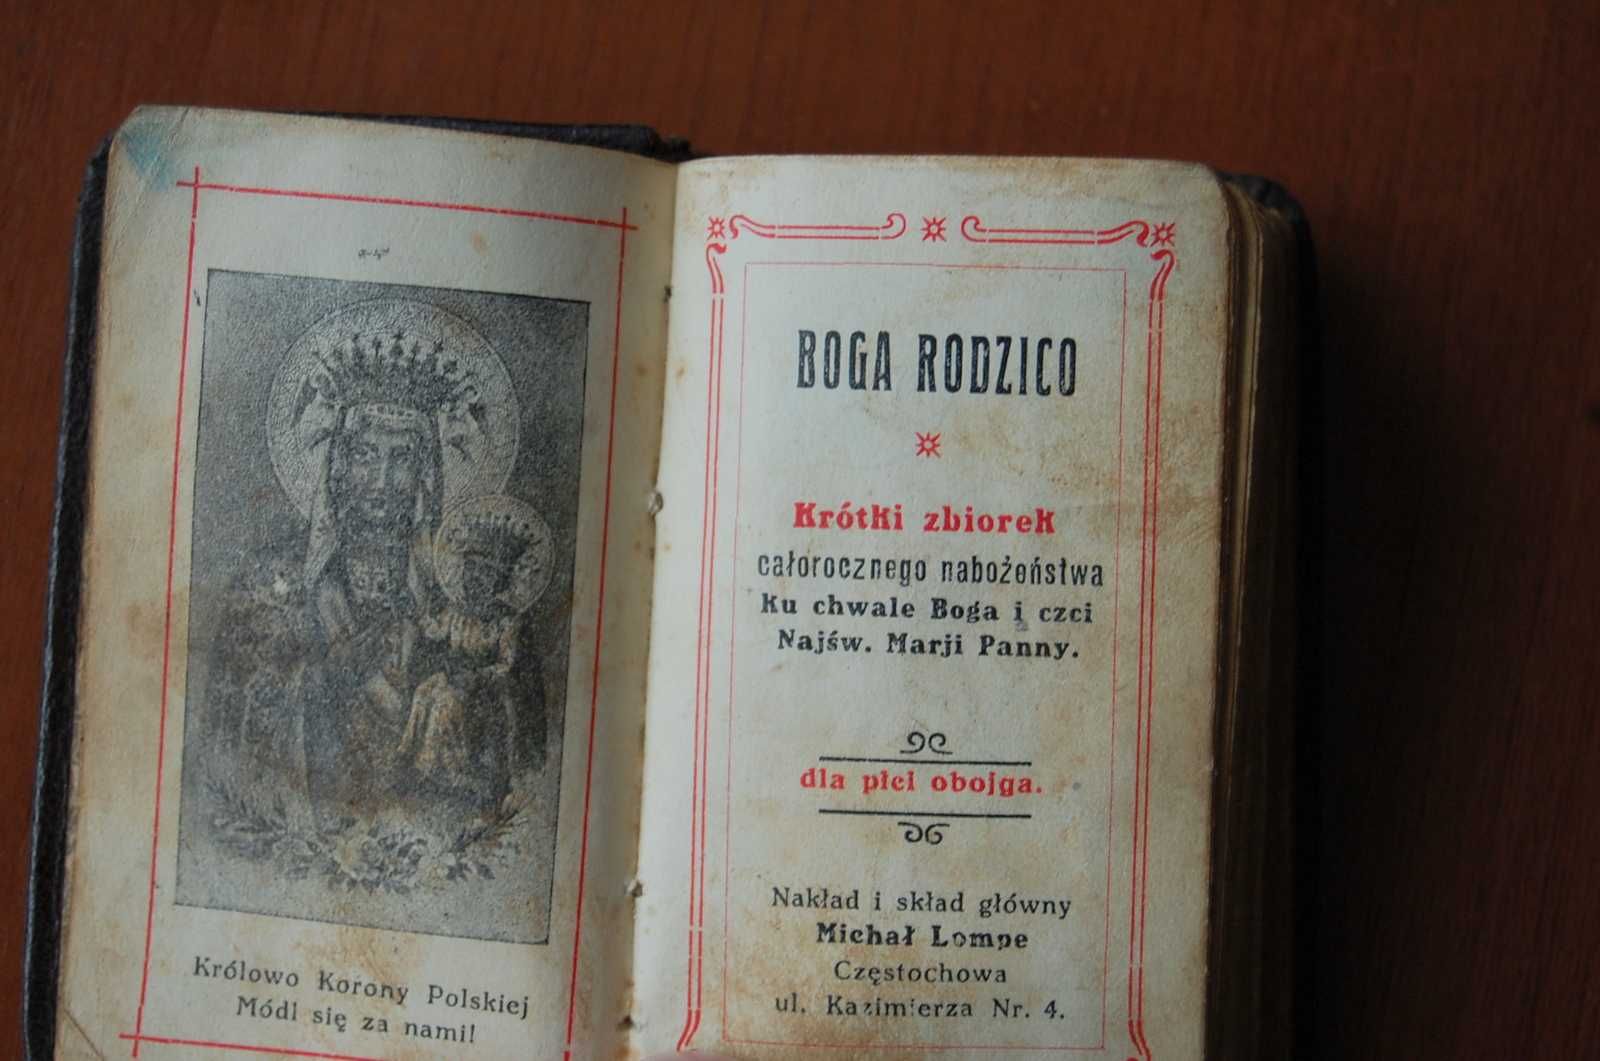 Królowo Korony Polskiej
Módl się za nami!
BOGA RODZICO
Krótki zbiorek
całorocznego nabożeństwa
Ku chwale Boga i czci
Najśw. Marji Panny.
dla płci obojga.
Nakład i skład główny
Michał Lompe
Częstochowa
ul. Kazimierza Nr. 4.